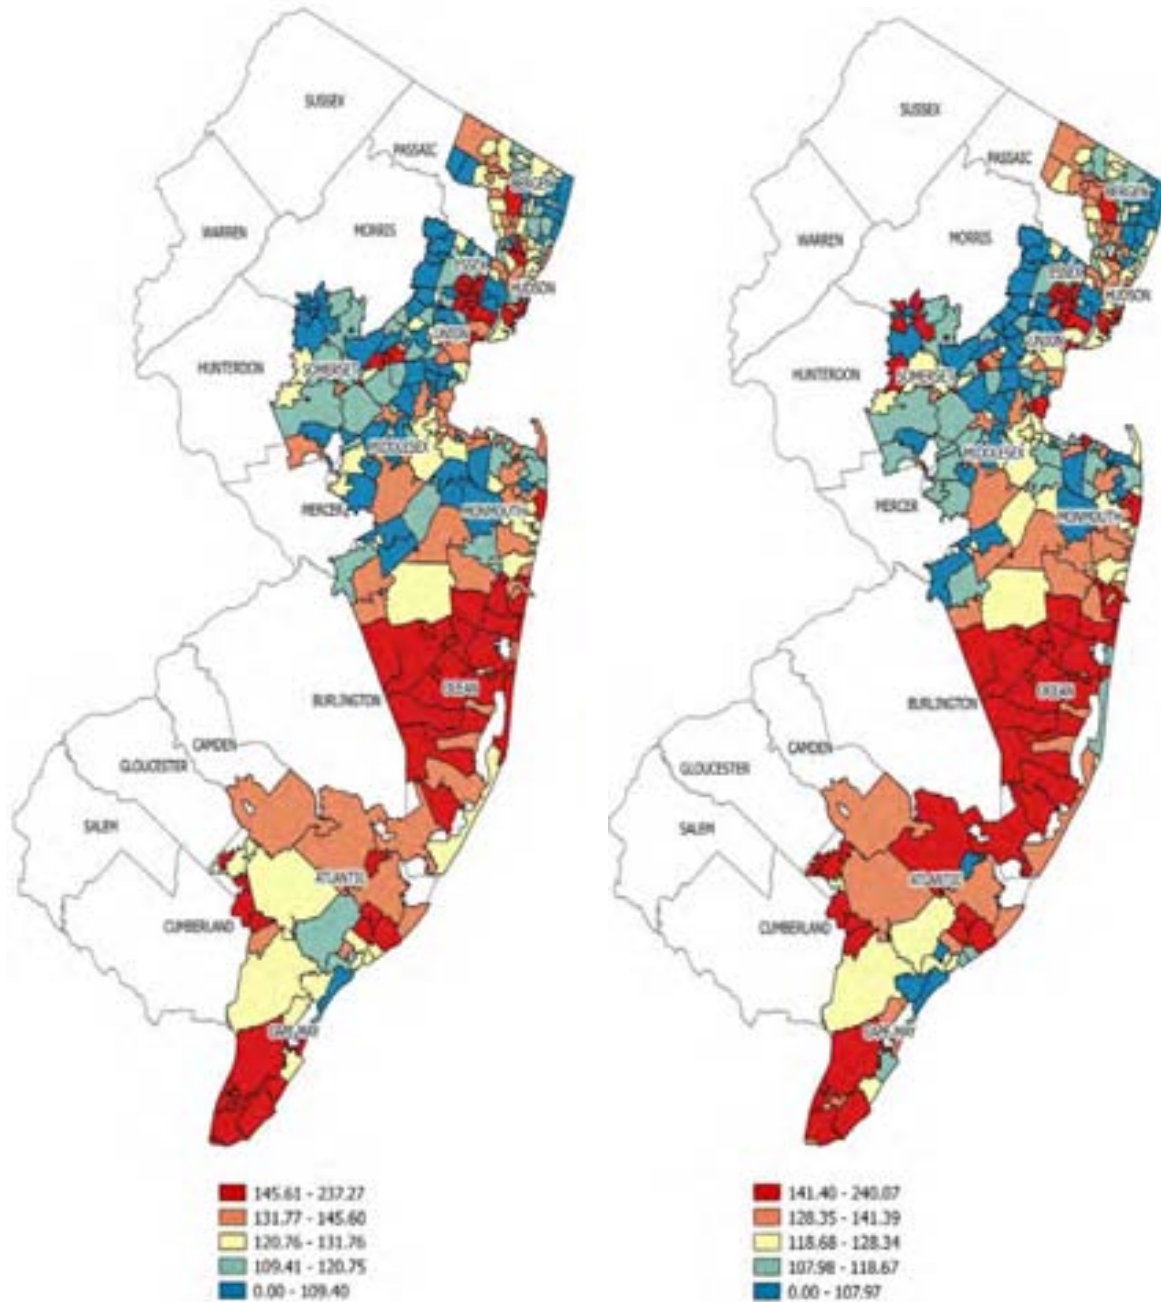 SUSSEX
PASSAIC
BERGEN
WARREN
MORRIS
ESSEX
HUDSON
UNION
HUNTERDON
SOMERSET
MIDDLESEX
MERCER
MONMOUTH
OCEAN
BURLINGTON
CAMDEN
GLOUCESTER
SALEM
ATLANTIC
CUMBERLAND
CAPE MAY
145.61 - 237.27
131.77 - 145.60
120.76 - 131.76
109.41 - 120.75
0.00 - 109.40
SUSSEX
PASSAIC
BERGEN
WARREN
MORRIS
ESSEX
HUDSON
UNION
HUNTERDON
SOMERSET
MIDDLESEX
MERCER
MONMOUTH
OCEAN
BURLINGTON
CAMDEN
GLOUCESTER
SALEM
ATLANTIC
CUMBERLAND
CAPE MAY
141.40 - 240.07
128.35 - 141.39
118.68 - 128.34
107.98 - 118.67
0.00 - 107.97